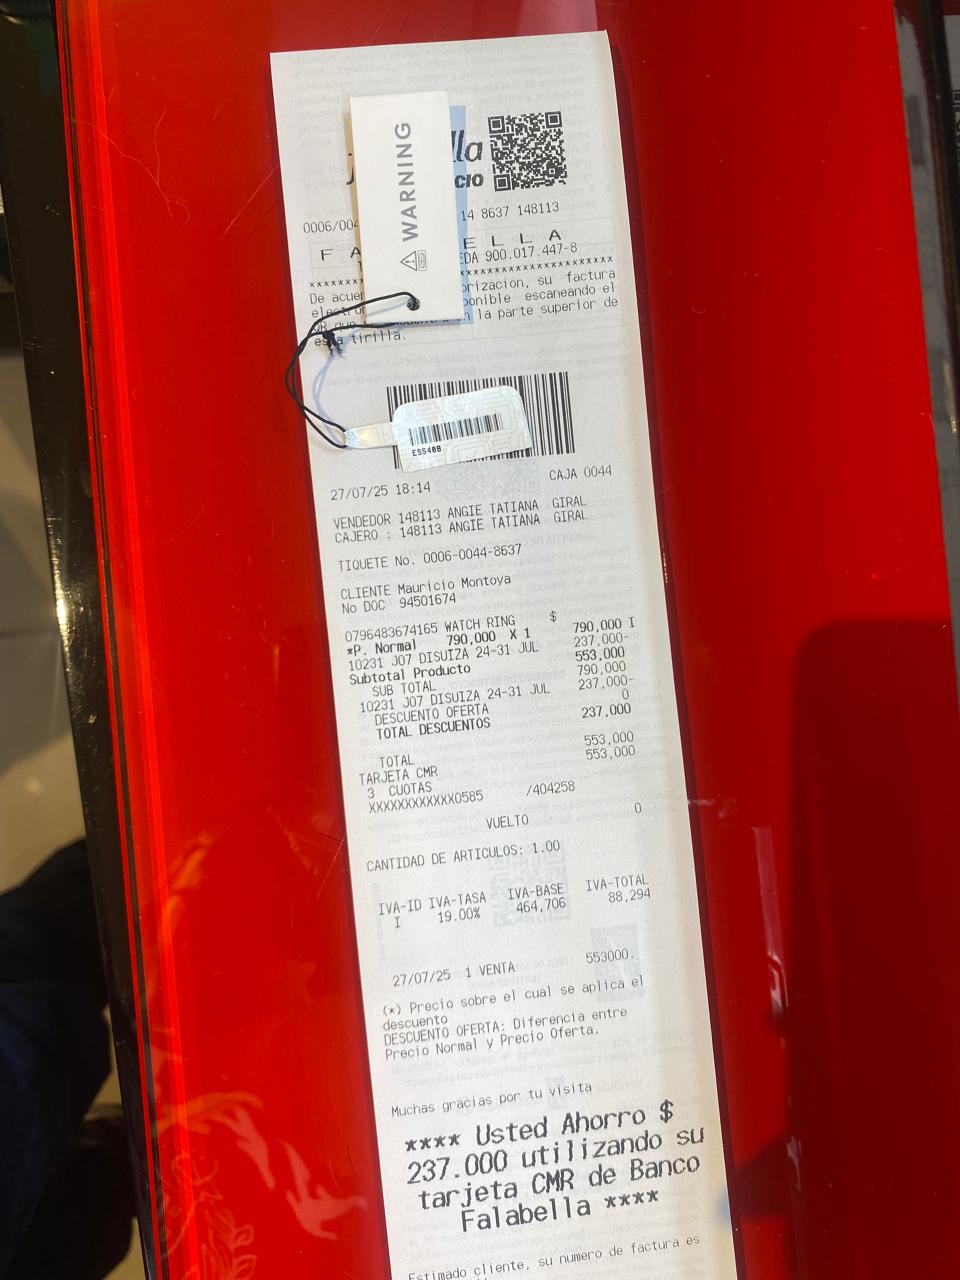 WARNING
lla
CIO
0006/004 14 8637 148113
F A E L L A
EDA 900.017.447-8
************************************
De acuer orización, su factura
electrón ponible escaneando el
QR que en la parte superior de
esta tirilla.
E55408
27/07/25 18:14 CAJA 0044
VENDEDOR 148113 ANGIE TATIANA GIRAL
CAJERO : 148113 ANGIE TATIANA GIRAL
TIQUETE No. 0006-0044-8637
CLIENTE Mauricio Montoya
No DOC 94501674
0796483674165 WATCH RING $ 790,000 I
*P. Normal 790,000 X 1
10231 J07 DISUIZA 24-31 JUL 237,000-
Subtotal Producto 553,000
SUB TOTAL 790,000
10231 J07 DISUIZA 24-31 JUL 237,000-
DESCUENTO OFERTA 0
TOTAL DESCUENTOS 237,000
TOTAL 553,000
TARJETA CMR 553,000
3 CUOTAS
XXXXXXXXXXXX0585 /404258
VUELTO 0
CANTIDAD DE ARTICULOS: 1.00
IVA-ID IVA-TASA IVA-BASE IVA-TOTAL
I 19.00% 464,706 88,294
27/07/25 1 VENTA 553000.
(*) Precio sobre el cual se aplica el
descuento
DESCUENTO OFERTA: Diferencia entre
Precio Normal y Precio Oferta.
Muchas gracias por tu visita
**** Usted Ahorro $
237.000 utilizando su
tarjeta CMR de Banco
Falabella ****
Estimado cliente, su numero de factura es